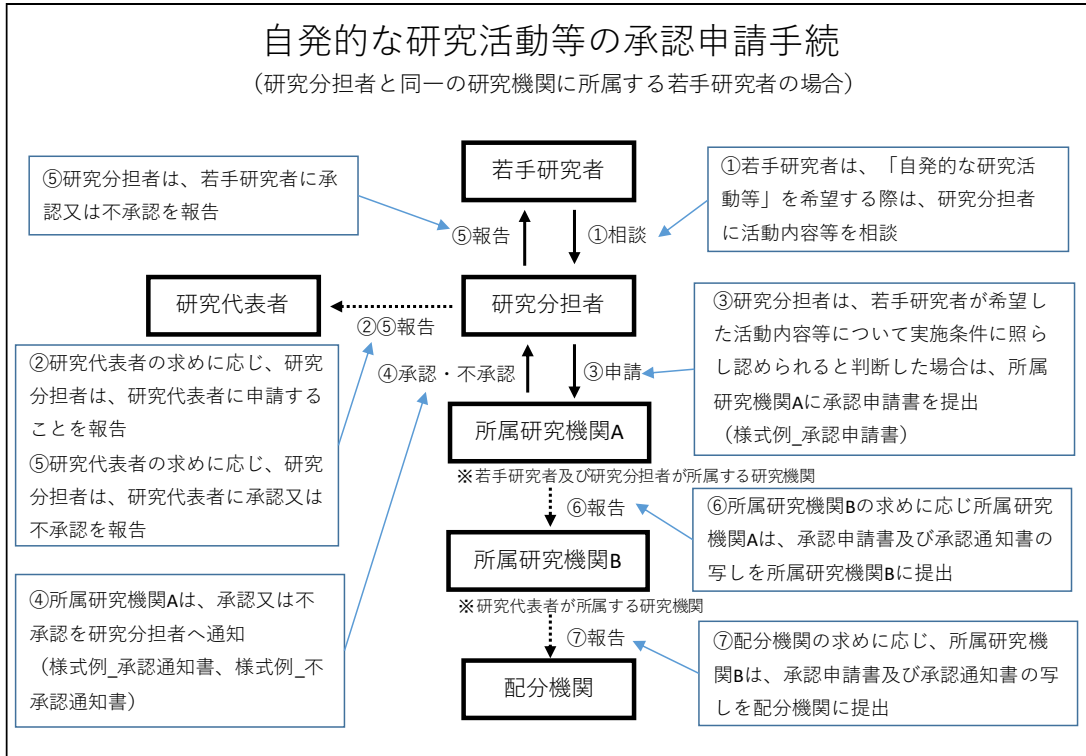 自発的な研究活動等の承認申請手続
（研究分担者と同一の研究機関に所属する若手研究者の場合）
若手研究者
⑤研究分担者は、若手研究者に承
認又は不承認を報告
①若手研究者は、「自発的な研究活
動等」を希望する際は、研究分担者
に活動内容等を相談
⑤報告
①相談
研究代表者
研究分担者
②⑤報告
③研究分担者は、若手研究者が希望し
た活動内容等について実施条件に照ら
し認められると判断した場合は、所属
研究機関Aに承認申請書を提出
（様式例_承認申請書）
②研究代表者の求めに応じ、研究
分担者は、研究代表者に申請する
ことを報告
⑤研究代表者の求めに応じ、研究
分担者は、研究代表者に承認又は
不承認を報告
④承認・不承認
③申請
所属研究機関A
※若手研究者及び研究分担者が所属する研究機関
⑥報告
⑥所属研究機関Bの求めに応じ所属研究
機関Aは、承認申請書及び承認通知書の
写しを所属研究機関Bに提出
所属研究機関B
※研究代表者が所属する研究機関
④所属研究機関Aは、承認又は不
承認を研究分担者へ通知
（様式例_承認通知書、様式例_不
承認通知書）
⑦報告
⑦配分機関の求めに応じ、所属研究機
関Bは、承認申請書及び承認通知書の写
しを配分機関に提出
配分機関